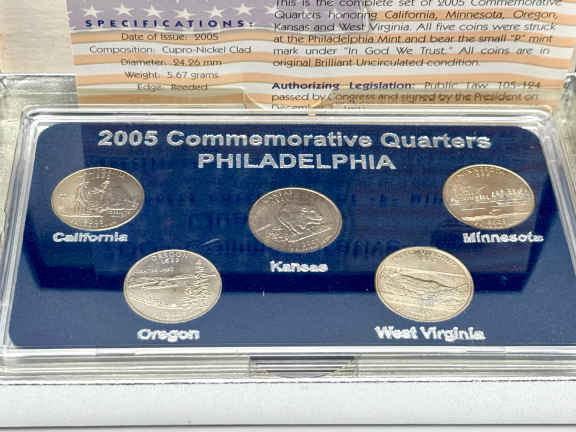 SPECIFICATIONS:
Date of Issue: 2005
Composition: Cupro-Nickel Clad
Diameter: 24.26 mm
Weight: 5.67 grams
Edge: Reeded
This is the complete set of 2005 Commemorative
Quarters honoring California, Minnesota, Oregon,
Kansas and West Virginia. All five coins were struck
at the Philadelphia Mint and bear the small "P" mint
mark under "In God We Trust." All coins are in
original Brilliant Uncirculated condition.
Authorizing Legislation: Public Law 105-124
passed by Congress and signed by the President on
2005 Commemorative Quarters
PHILADELPHIA
California
Kansas
Minnesota
OREGON
1859
Oregon
West Virginia